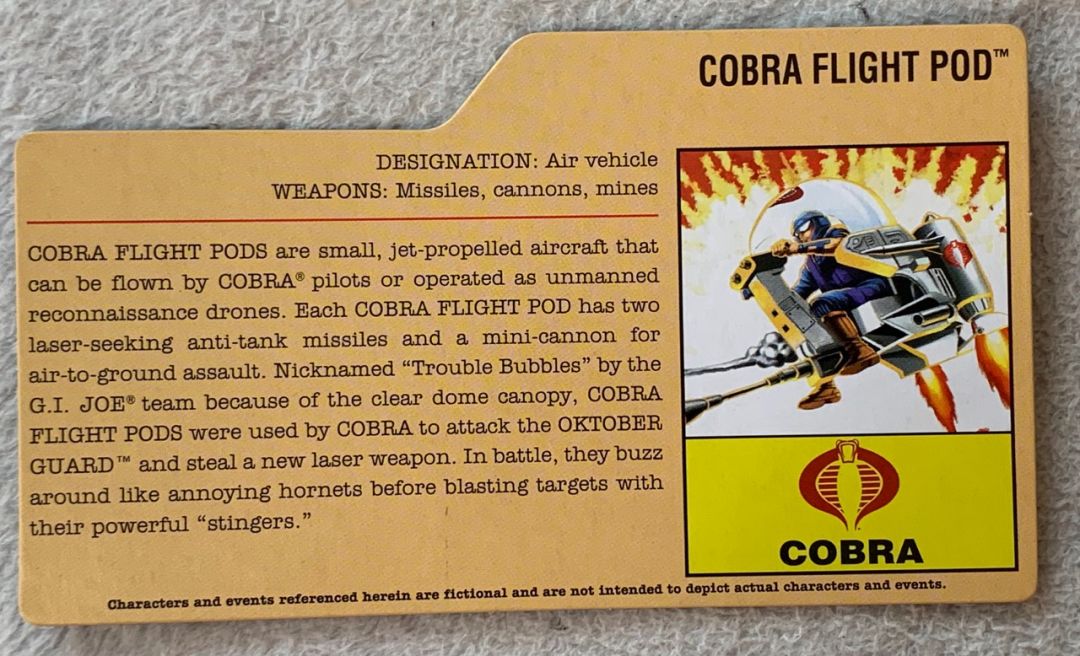 COBRA FLIGHT POD™
DESIGNATION: Air vehicle
WEAPONS: Missiles, cannons, mines
COBRA FLIGHT PODS are small, jet-propelled aircraft that
can be flown by COBRA® pilots or operated as unmanned
reconnaissance drones. Each COBRA FLIGHT POD has two
laser-seeking anti-tank missiles and a mini-cannon for
air-to-ground assault. Nicknamed “Trouble Bubbles” by the
G.I. JOE® team because of the clear dome canopy, COBRA
FLIGHT PODS were used by COBRA to attack the OKTOBER
GUARD™ and steal a new laser weapon. In battle, they buzz
around like annoying hornets before blasting targets with
their powerful “stingers.”
COBRA
Characters and events referenced herein are fictional and are not intended to depict actual characters and events.